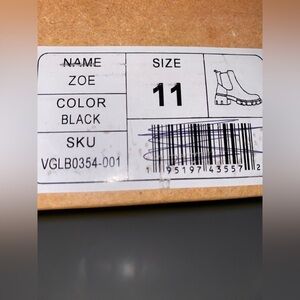 NAME
ZOE
SIZE
11
COLOR
BLACK
SKU
VGLB0354-001
1 95197 43557 2